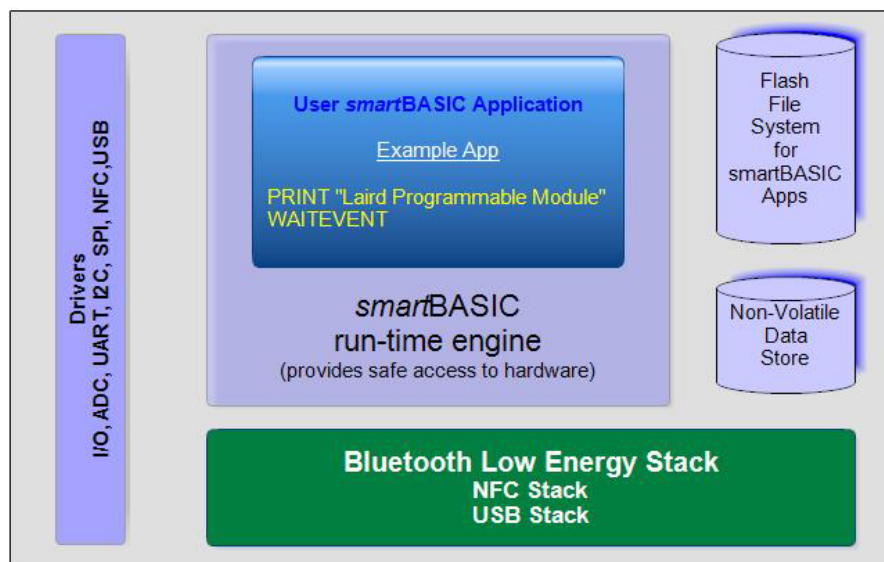 Drivers
I/O, ADC, UART, I2C, SPI, NFC,USB
User smartBASIC Application
Example App
PRINT "Laird Programmable Module"
WAITEVENT
smartBASIC
run-time engine
(provides safe access to hardware)
Flash
File
System
for
smartBASIC
Apps
Non-Volatile
Data
Store
Bluetooth Low Energy Stack
NFC Stack
USB Stack